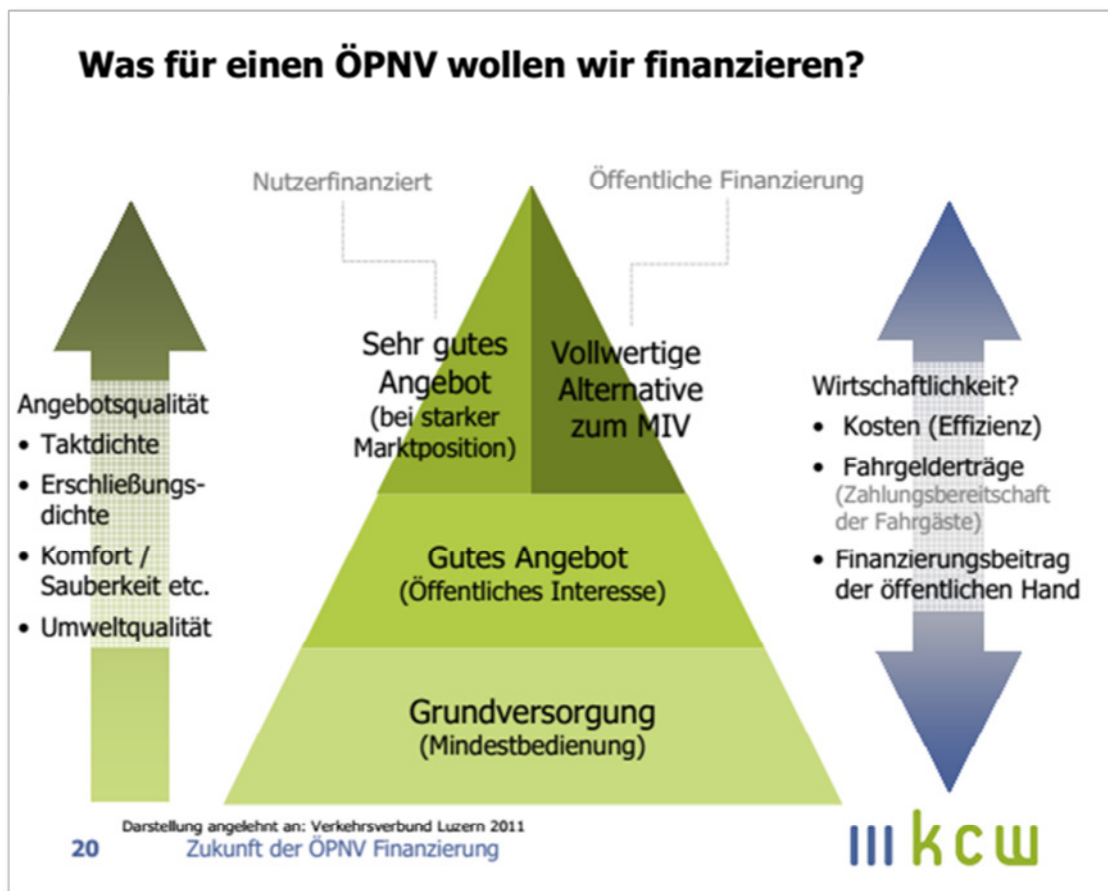 Was für einen ÖPNV wollen wir finanzieren?
Nutzerfinanziert
Öffentliche Finanzierung
Angebotsqualität
• Taktdichte
• Erschließungs-
dichte
• Komfort /
Sauberkeit etc.
• Umweltqualität
Sehr gutes
Angebot
(bei starker
Marktposition)
Vollwertige
Alternative
zum MIV
Gutes Angebot
(Öffentliches Interesse)
Grundversorgung
(Mindestbedienung)
Wirtschaftlichkeit?
• Kosten (Effizienz)
• Fahrgelderträge
(Zahlungsbereitschaft
der Fahrgäste)
• Finanzierungsbeitrag
der öffentlichen Hand
Darstellung angelehnt an: Verkehrsverbund Luzern 2011
20 Zukunft der ÖPNV Finanzierung
kcw